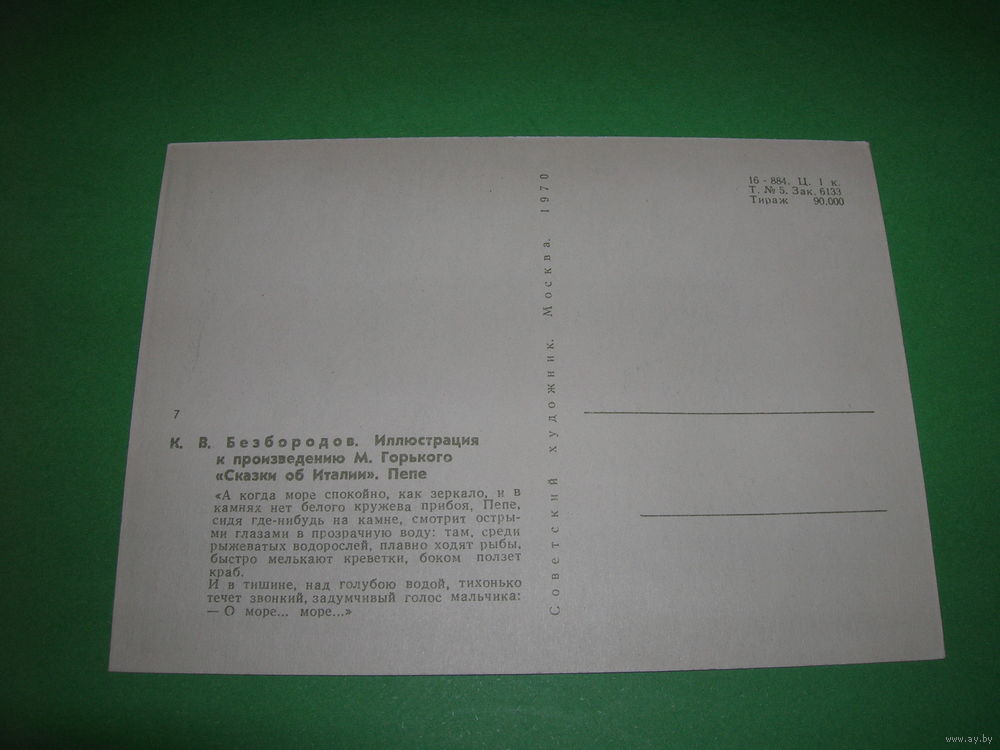 16-884. Ц. 1 к.
Т. № 5. Зак. 6133
Тираж 90.000
Советский художник. Москва. 1970
7
К. В. Безбородов. Иллюстрация
к произведению М. Горького
«Сказки об Италии». Пепе
«А когда море спокойно, как зеркало, и в
камнях нет белого кружева прибоя, Пепе,
сидя где-нибудь на камне, смотрит остры-
ми глазами в прозрачную воду: там, среди
рыжеватых водорослей, плавно ходят рыбы,
быстро мелькают креветки, боком ползет
краб.
И в тишине, над голубою водой, тихонько
течет звонкий, задумчивый голос мальчика:
— О море... море...»
www.ay.by